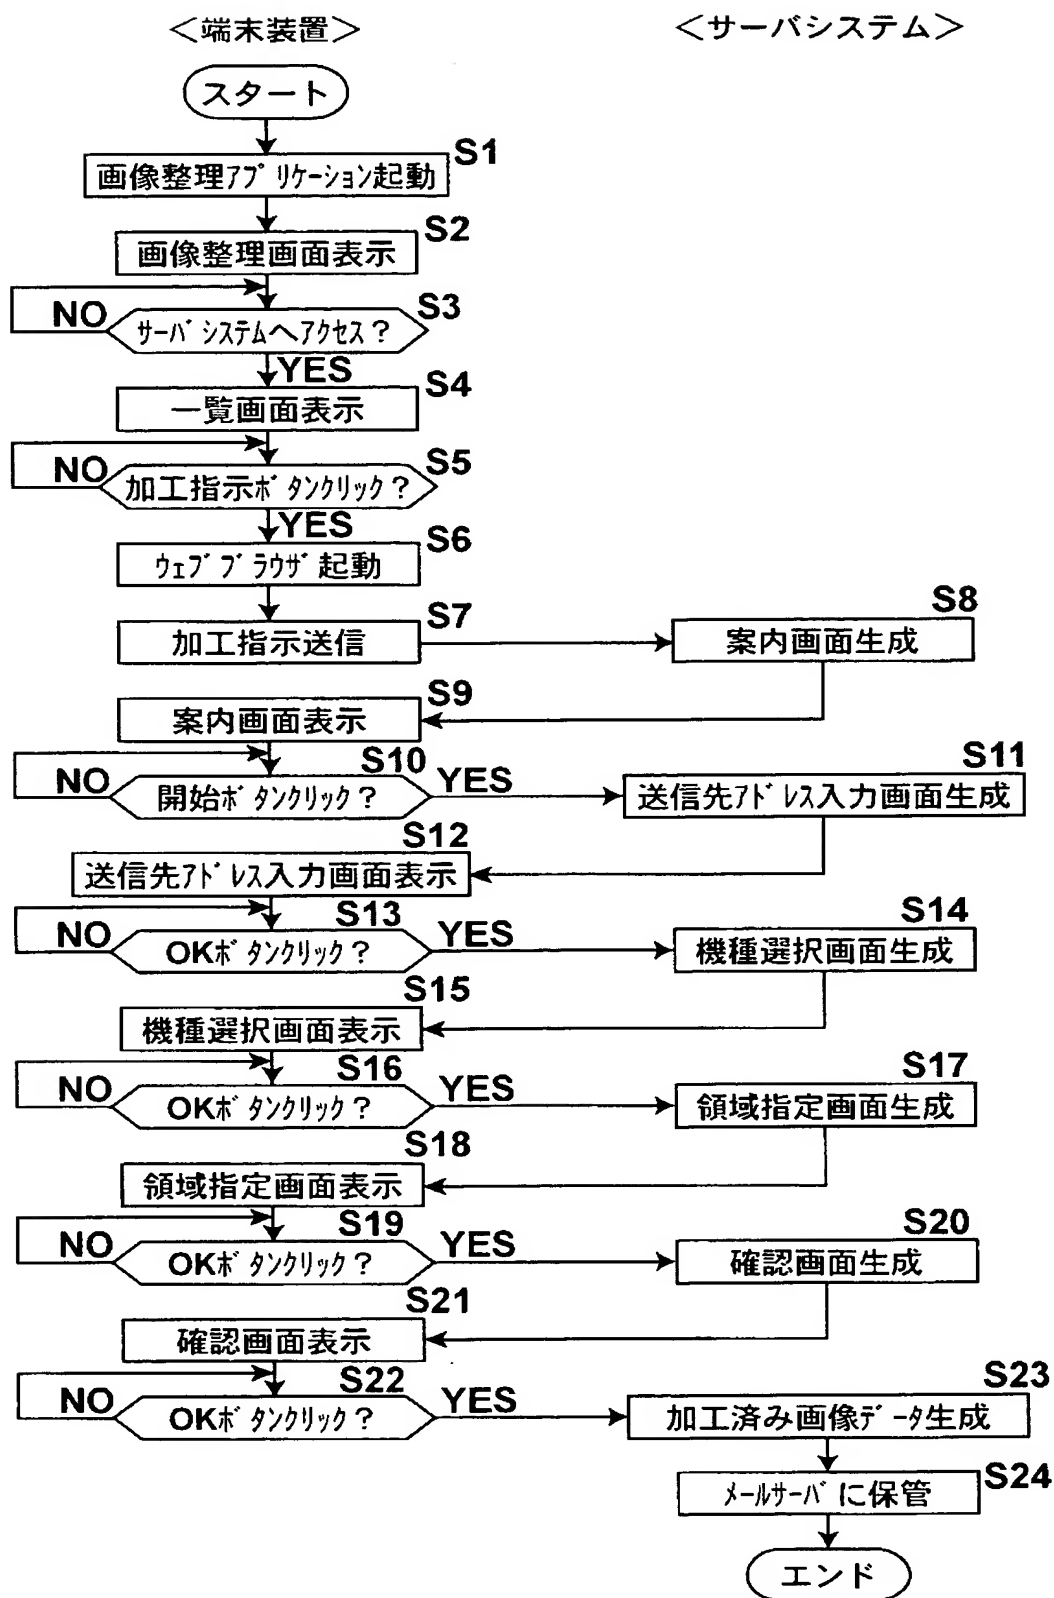 <端末装置>
<サーバシステム>
スタート
S1
画像整理ｱﾌﾟﾘｹｰｼｮﾝ起動
S2
画像整理画面表示
S3
NO
ｻｰﾊﾞｼｽﾃﾑへｱｸｾｽ?
YES
S4
一覧画面表示
S5
NO
加工指示ﾎﾞﾀﾝｸﾘｯｸ?
YES
S6
ｳｪﾌﾞﾌﾞﾗｳｻﾞ起動
S7
加工指示送信
S8
案内画面生成
S9
案内画面表示
S10
NO
開始ﾎﾞﾀﾝｸﾘｯｸ?
YES
S11
送信先ｱﾄﾞﾚｽ入力画面生成
S12
送信先ｱﾄﾞﾚｽ入力画面表示
S13
NO
OKﾎﾞﾀﾝｸﾘｯｸ?
YES
S14
機種選択画面生成
S15
機種選択画面表示
S16
NO
OKﾎﾞﾀﾝｸﾘｯｸ?
YES
S17
領域指定画面生成
S18
領域指定画面表示
S19
NO
OKﾎﾞﾀﾝｸﾘｯｸ?
YES
S20
確認画面生成
S21
確認画面表示
S22
NO
OKﾎﾞﾀﾝｸﾘｯｸ?
YES
S23
加工済み画像ﾃﾞｰﾀ生成
S24
ﾒｰﾙｻｰﾊﾞに保管
エンド